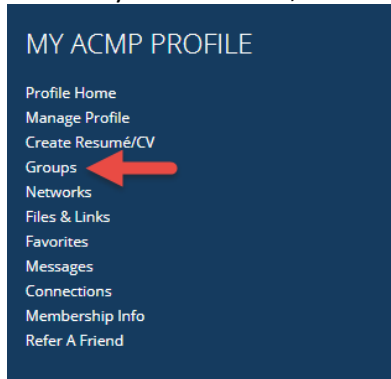 MY ACMP PROFILE
Profile Home
Manage Profile
Create Resumé/CV
Groups
Networks
Files & Links
Favorites
Messages
Connections
Membership Info
Refer A Friend